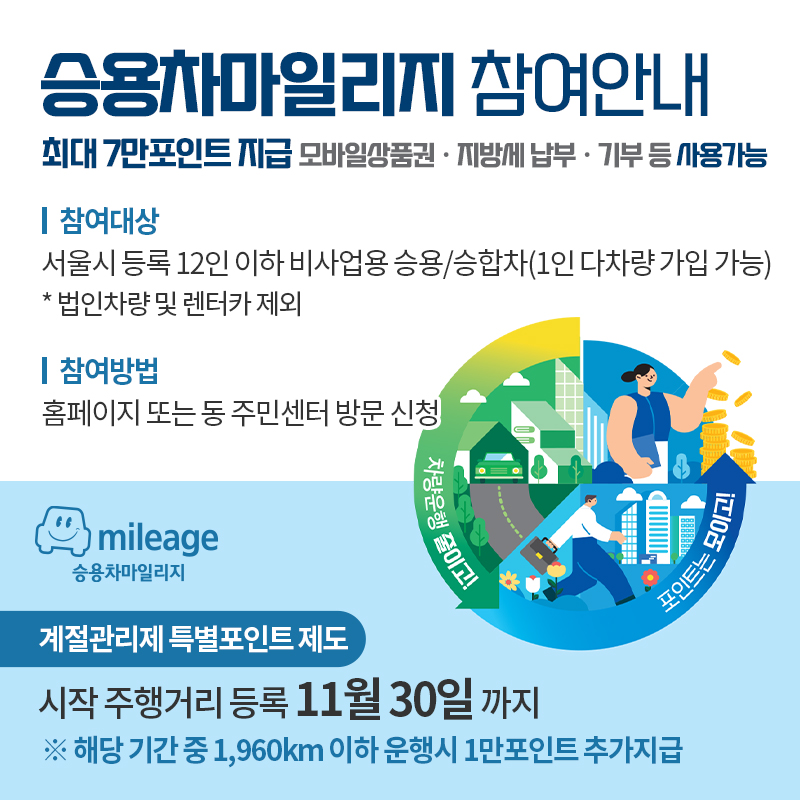 승용차마일리지 참여안내
최대 7만포인트 지급 모바일상품권 · 지방세 납부 · 기부 등 사용가능
참여대상
서울시 등록 12인 이하 비사업용 승용/승합차(1인 다차량 가입 가능)
* 법인차량 및 렌터카 제외
참여방법
홈페이지 또는 동 주민센터 방문 신청
차량운행 줄이고!
포인트로 모이고!
mileage
승용차마일리지
계절관리제 특별포인트 제도
시작 주행거리 등록 11월 30일 까지
※ 해당 기간 중 1,960km 이하 운행시 1만포인트 추가지급